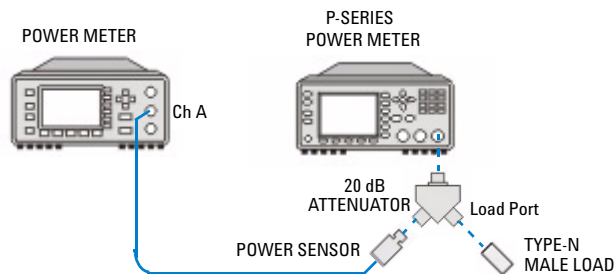 POWER METER
P-SERIES
POWER METER
Ch A
20 dB
ATTENUATOR
Load Port
POWER SENSOR
TYPE-N
MALE LOAD